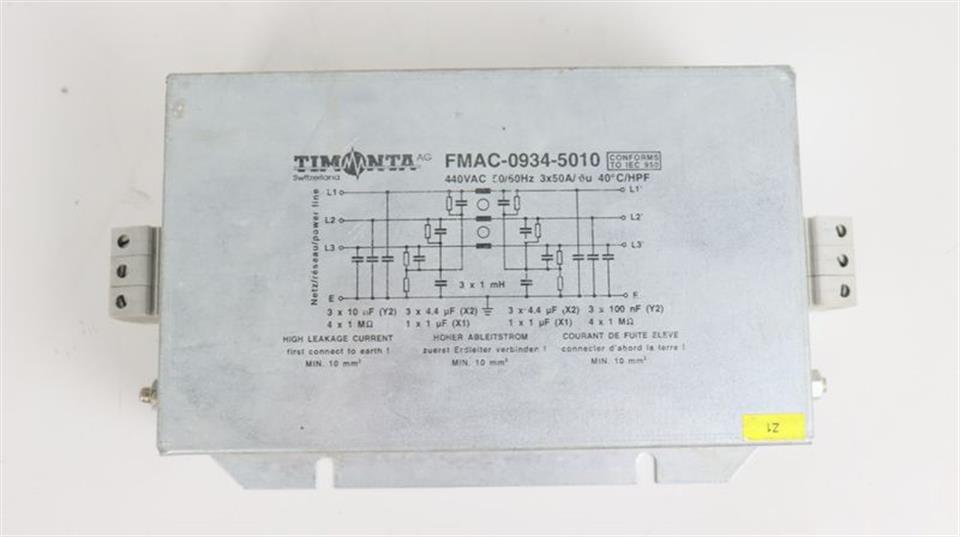 TIMONTA AG
Switzerland
FMAC-0934-5010
CONFORMS
TO IEC 950
440VAC 50/60Hz 3x50A/ 40°C/HPF
Netz/réseau/power line
L1 L1'
L2 L2'
L3 L3'
3 x 1 mH
E E
3 x 10 nF (Y2) 3 x 4.4 µF (X2) 3 x 4.4 µF (X2) 3 x 100 nF (Y2)
4 x 1 MΩ 1 x 1 µF (X1) 1 x 1 µF (X1) 4 x 1 MΩ
HIGH LEAKAGE CURRENT
first connect to earth !
MIN. 10 mm²
HOHER ABLEITSTROM
zuerst Erdleiter verbinden !
MIN. 10 mm²
COURANT DE FUITE ELEVE
connecter d'abord la terre !
MIN. 10 mm²
Z1